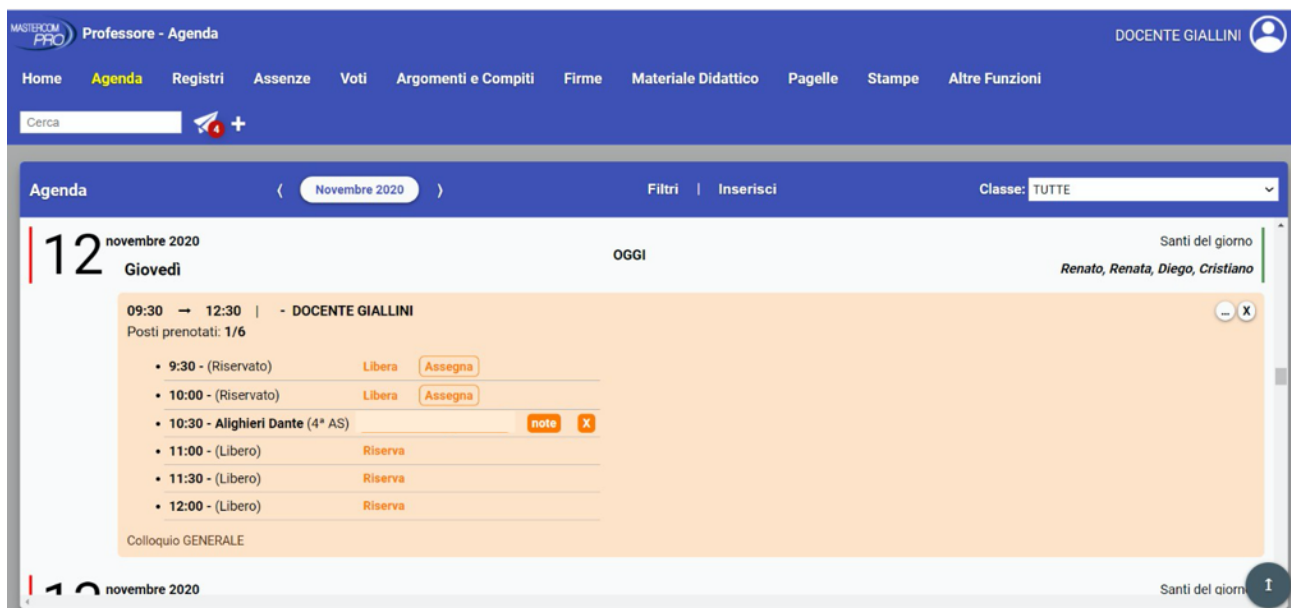 MASTERCOM PRO Professore - Agenda DOCENTE GIALLINI
Home Agenda Registri Assenze Voti Argomenti e Compiti Firme Materiale Didattico Pagelle Stampe Altre Funzioni
Cerca 4 +
Agenda ⟨ Novembre 2020 ⟩ Filtri | Inserisci Classe: TUTTE
12 novembre 2020 OGGI Santi del giorno
Giovedì Renato, Renata, Diego, Cristiano
09:30 → 12:30 | - DOCENTE GIALLINI ... X
Posti prenotati: 1/6
• 9:30 - (Riservato) Libera Assegna
• 10:00 - (Riservato) Libera Assegna
• 10:30 - Alighieri Dante (4ª AS) note X
• 11:00 - (Libero) Riserva
• 11:30 - (Libero) Riserva
• 12:00 - (Libero) Riserva
Colloquio GENERALE
novembre 2020 Santi del giorn